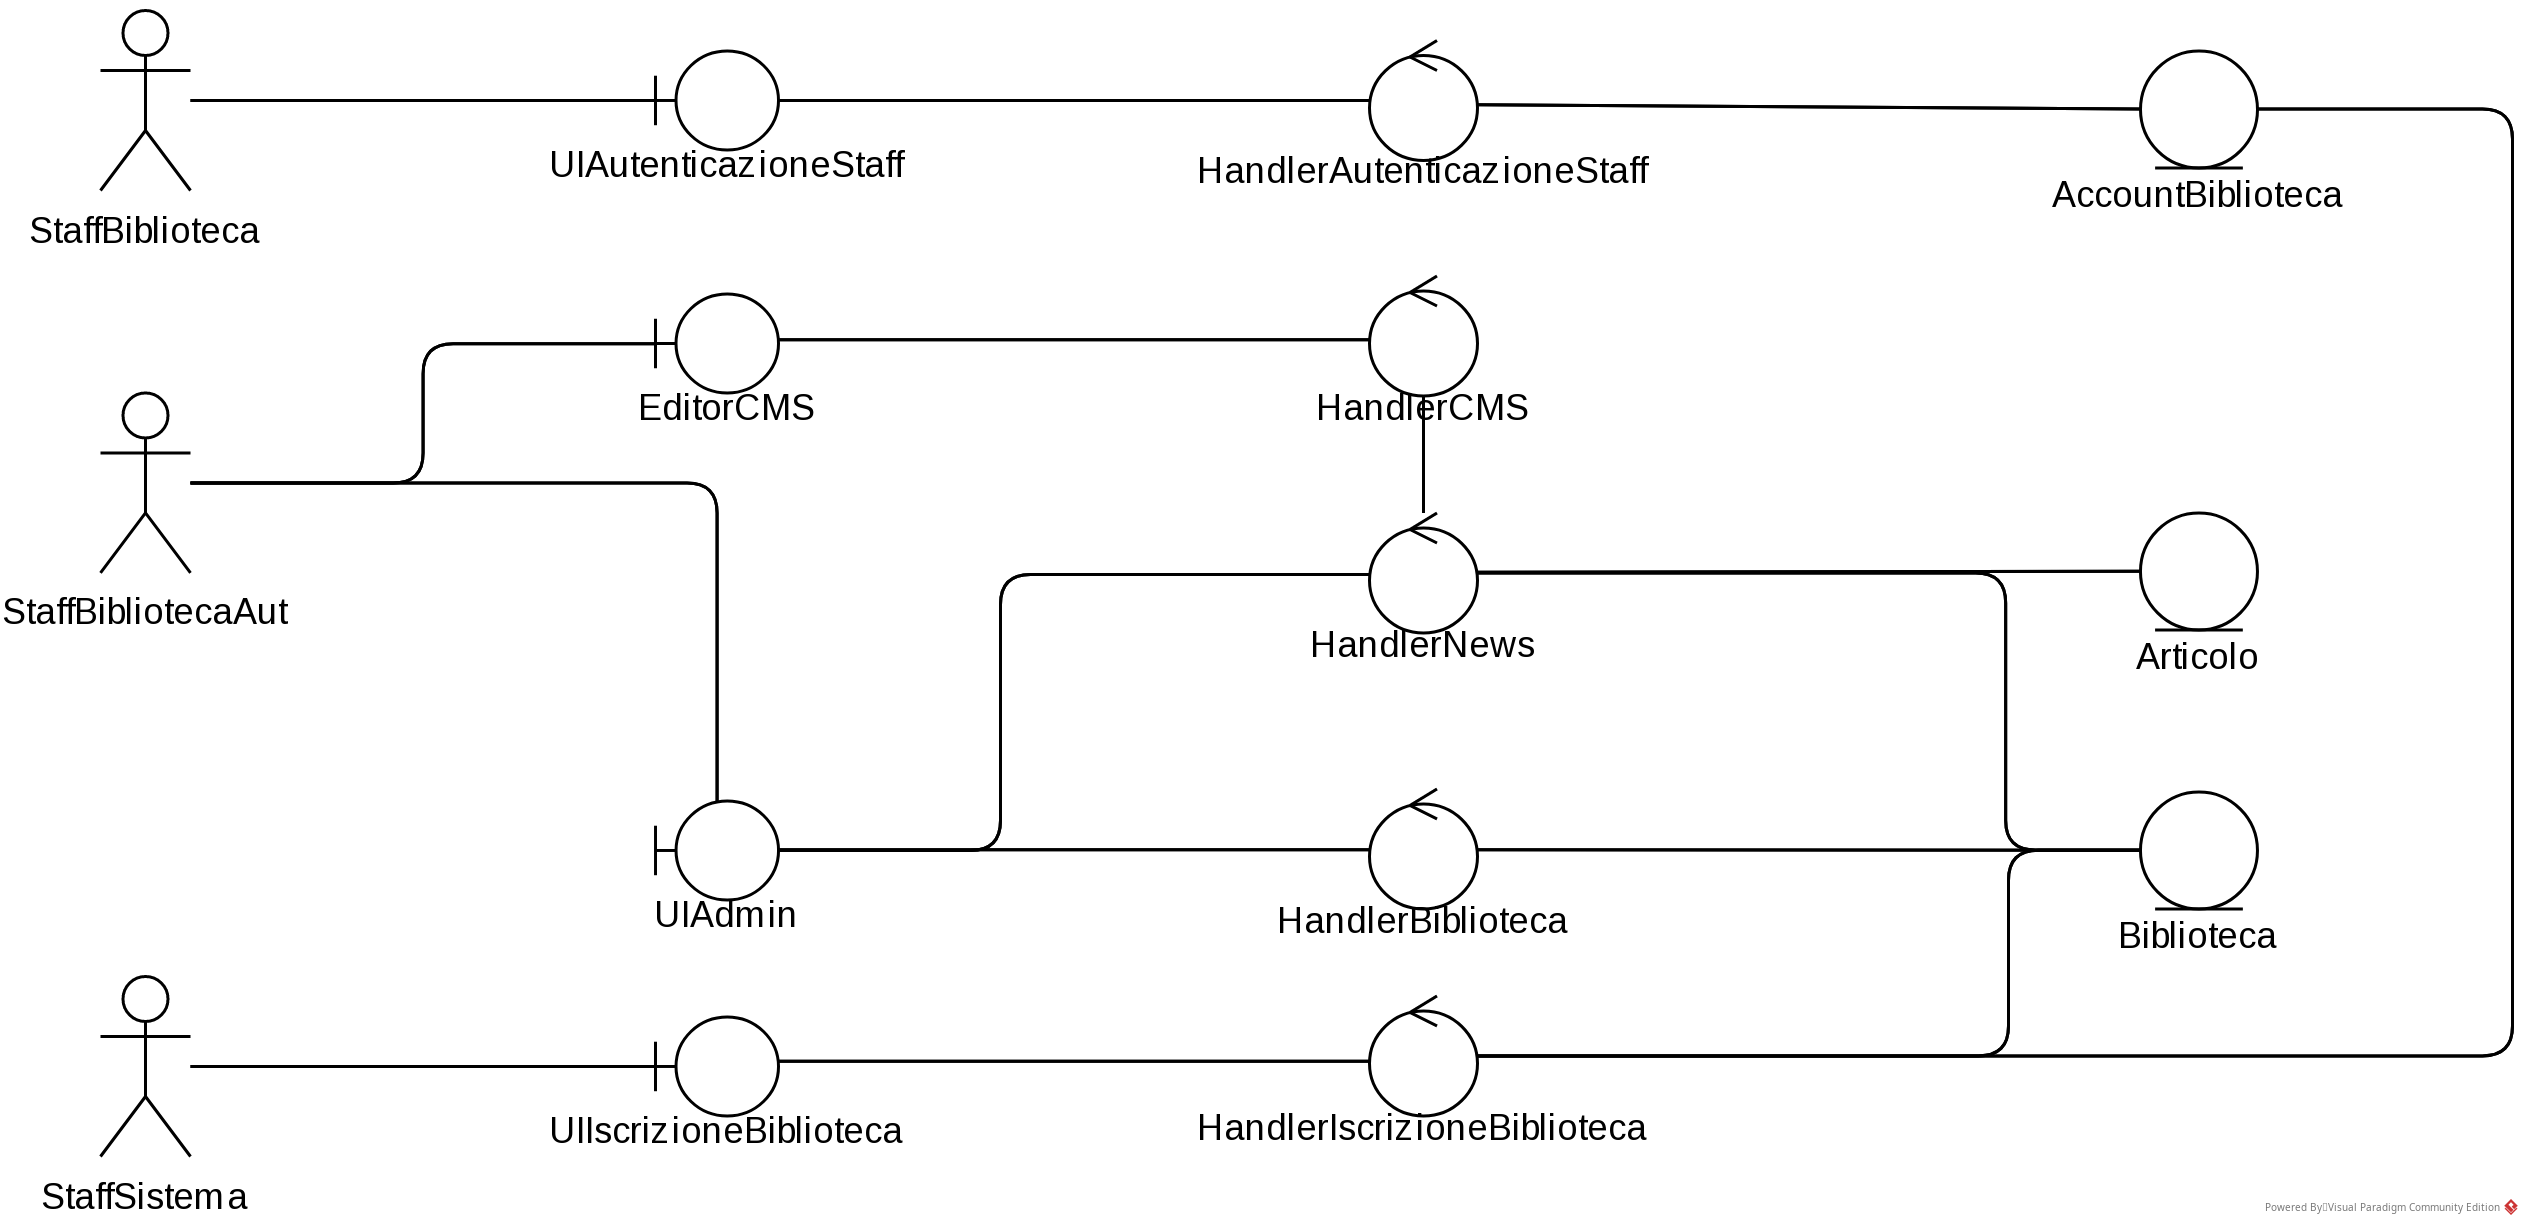 UIAutenticazioneStaff
HandlerAutenticazioneStaff
AccountBiblioteca
StaffBiblioteca
EditorCMS
HandlerCMS
StaffBibliotecaAut
HandlerNews
Articolo
UIAdmin
HandlerBiblioteca
Biblioteca
UIIscrizioneBiblioteca
HandlerIscrizioneBiblioteca
StaffSistema
Powered By Visual Paradigm Community Edition